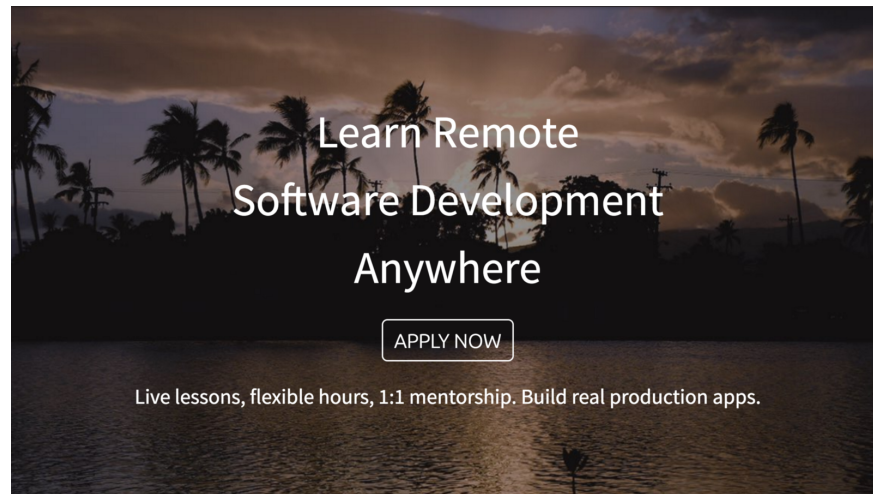 Learn Remote
Software Development
Anywhere
APPLY NOW
Live lessons, flexible hours, 1:1 mentorship. Build real production apps.